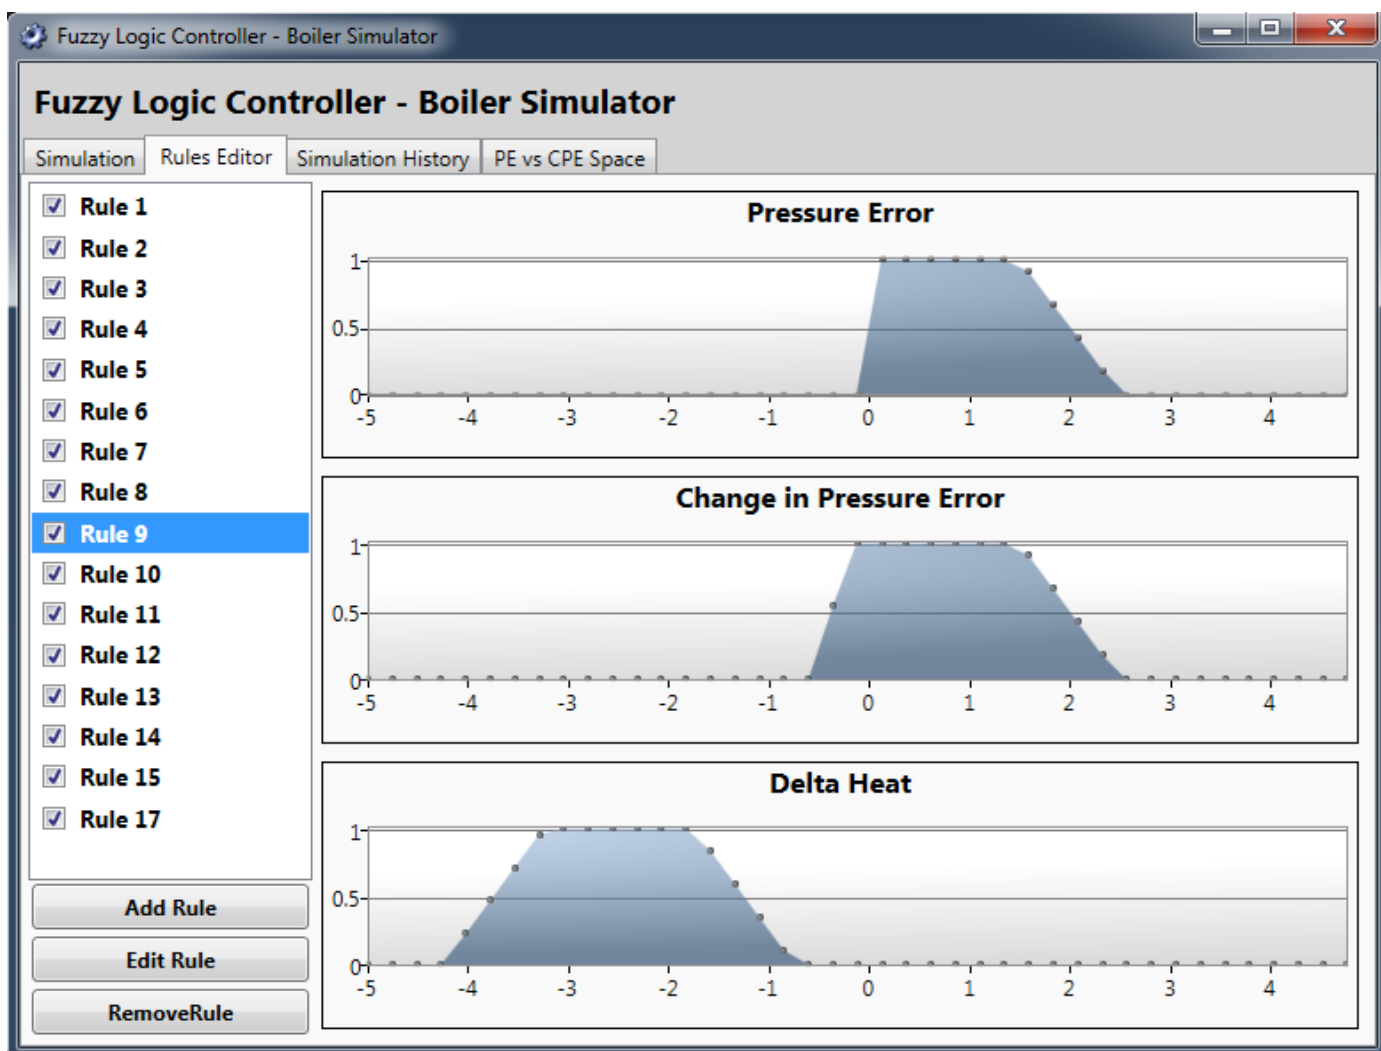 Fuzzy Logic Controller - Boiler Simulator
Fuzzy Logic Controller - Boiler Simulator
Simulation Rules Editor Simulation History PE vs CPE Space
Rule 1
Rule 2
Rule 3
Rule 4
Rule 5
Rule 6
Rule 7
Rule 8
Rule 9
Rule 10
Rule 11
Rule 12
Rule 13
Rule 14
Rule 15
Rule 17
Add Rule
Edit Rule
RemoveRule
Pressure Error
1
0.5
0
-5 -4 -3 -2 -1 0 1 2 3 4
Change in Pressure Error
1
0.5
0
-5 -4 -3 -2 -1 0 1 2 3 4
Delta Heat
1
0.5
0
-5 -4 -3 -2 -1 0 1 2 3 4